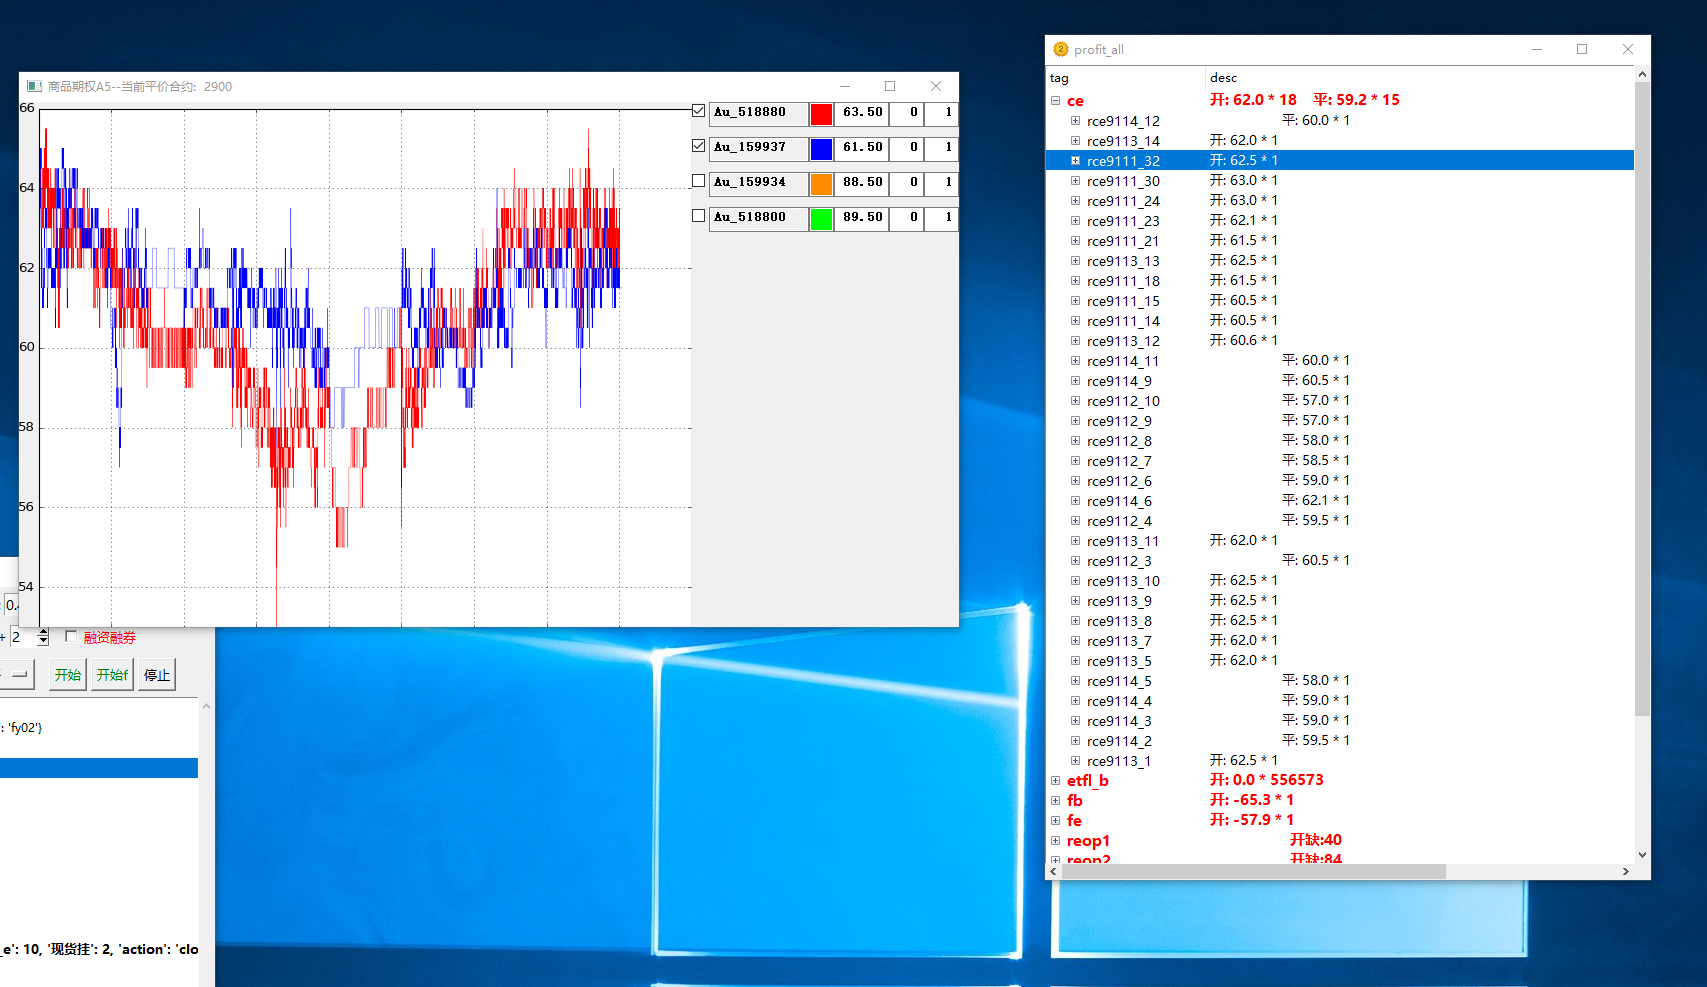 商品期权A5--当前平价合约: 2900
66
64
62
60
58
56
54
Au_518880 63.50 0 1
Au_159937 61.50 0 1
Au_159934 88.50 0 1
Au_518800 89.50 0 1
+ 2 融资融券
开始 开始f 停止
: 'fy02'}
_e': 10, '现货挂': 2, 'action': 'clo
profit_all
tag desc
ce 开: 62.0 * 18 平: 59.2 * 15
rce9114_12 平: 60.0 * 1
rce9113_14 开: 62.0 * 1
rce9111_32 开: 62.5 * 1
rce9111_30 开: 63.0 * 1
rce9111_24 开: 63.0 * 1
rce9111_23 开: 62.1 * 1
rce9111_21 开: 61.5 * 1
rce9113_13 开: 62.5 * 1
rce9111_18 开: 61.5 * 1
rce9111_15 开: 60.5 * 1
rce9111_14 开: 60.5 * 1
rce9113_12 开: 60.6 * 1
rce9114_11 平: 60.0 * 1
rce9114_9 平: 60.5 * 1
rce9112_10 平: 57.0 * 1
rce9112_9 平: 57.0 * 1
rce9112_8 平: 58.0 * 1
rce9112_7 平: 58.5 * 1
rce9112_6 平: 59.0 * 1
rce9114_6 平: 62.1 * 1
rce9112_4 平: 59.5 * 1
rce9113_11 开: 62.0 * 1
rce9112_3 平: 60.5 * 1
rce9113_10 开: 62.5 * 1
rce9113_9 开: 62.5 * 1
rce9113_8 开: 62.5 * 1
rce9113_7 开: 62.0 * 1
rce9113_5 开: 62.0 * 1
rce9114_5 平: 58.0 * 1
rce9114_4 平: 59.0 * 1
rce9114_3 平: 59.0 * 1
rce9114_2 平: 59.5 * 1
rce9113_1 开: 62.5 * 1
etfl_b 开: 0.0 * 556573
fb 开: -65.3 * 1
fe 开: -57.9 * 1
reop1 开缺:40
reop2 开缺:84